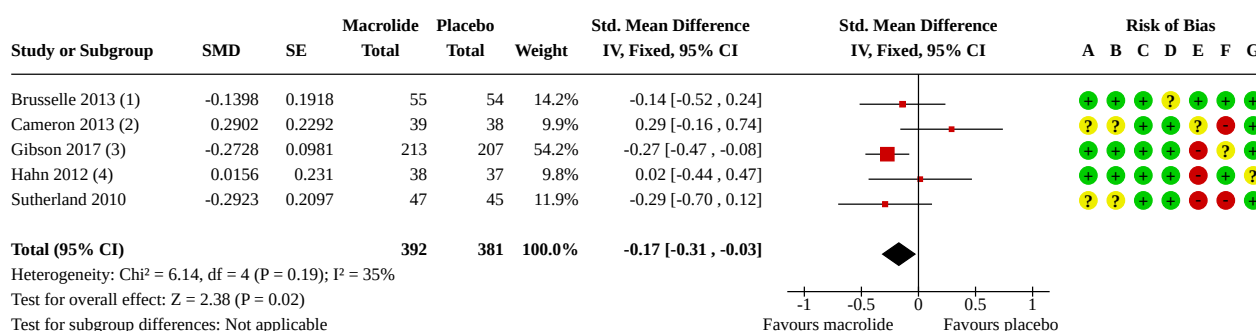 Macrolide Placebo Std. Mean Difference Std. Mean Difference Risk of Bias
Study or Subgroup SMD SE Total Total Weight IV, Fixed, 95% CI IV, Fixed, 95% CI A B C D E F G
Brusselle 2013 (1) -0.1398 0.1918 55 54 14.2% -0.14 [-0.52 , 0.24] + + + ? + + +
Cameron 2013 (2) 0.2902 0.2292 39 38 9.9% 0.29 [-0.16 , 0.74] ? ? + + ? - +
Gibson 2017 (3) -0.2728 0.0981 213 207 54.2% -0.27 [-0.47 , -0.08] + + + + - ? +
Hahn 2012 (4) 0.0156 0.231 38 37 9.8% 0.02 [-0.44 , 0.47] + + + + - + ?
Sutherland 2010 -0.2923 0.2097 47 45 11.9% -0.29 [-0.70 , 0.12] ? ? + + - - +
Total (95% CI) 392 381 100.0% -0.17 [-0.31 , -0.03]
Heterogeneity: Chi² = 6.14, df = 4 (P = 0.19); I² = 35%
Test for overall effect: Z = 2.38 (P = 0.02) -1 -0.5 0 0.5 1
Test for subgroup differences: Not applicable Favours macrolide Favours placebo